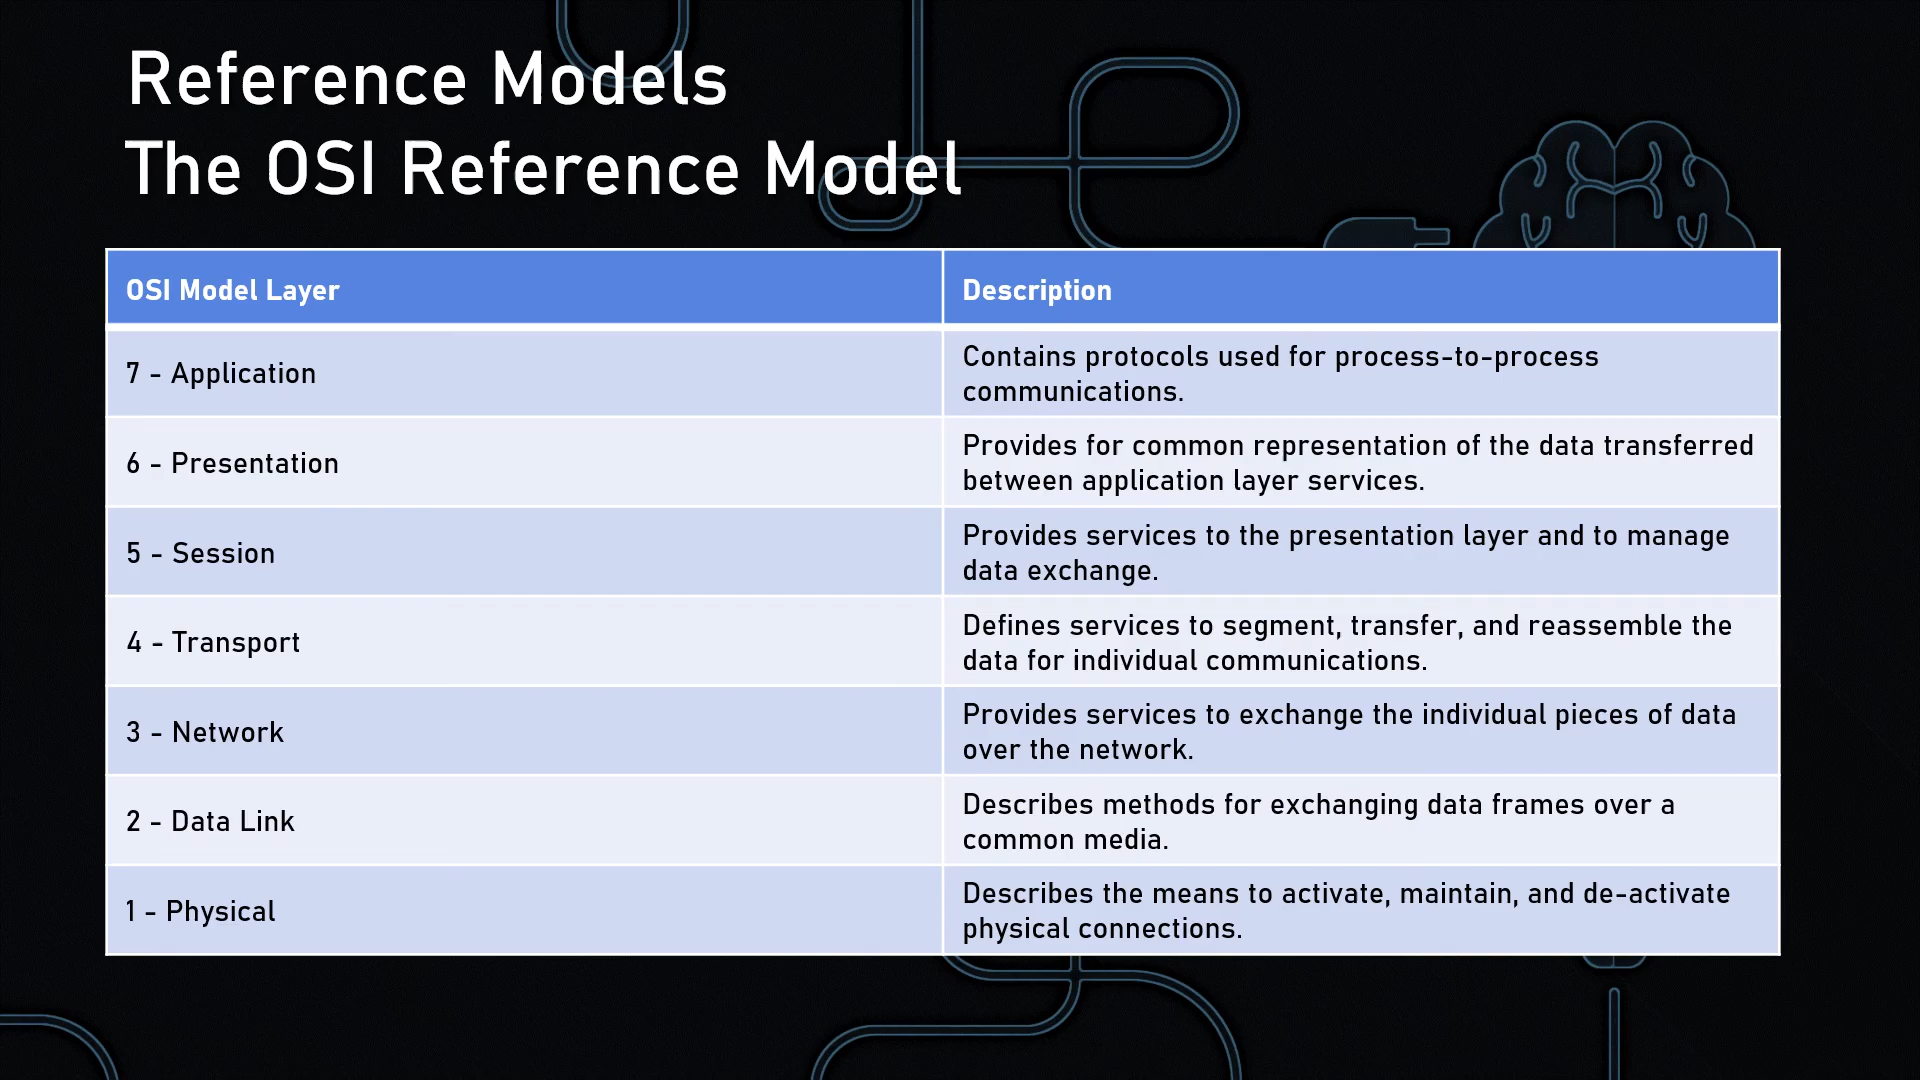 Reference Models
The OSI Reference Model
OSI Model Layer
Description
7 - Application
Contains protocols used for process-to-process
communications.
6 - Presentation
Provides for common representation of the data transferred
between application layer services.
5 - Session
Provides services to the presentation layer and to manage
data exchange.
4 - Transport
Defines services to segment, transfer, and reassemble the
data for individual communications.
3 - Network
Provides services to exchange the individual pieces of data
over the network.
2 - Data Link
Describes methods for exchanging data frames over a
common media.
1 - Physical
Describes the means to activate, maintain, and de-activate
physical connections.